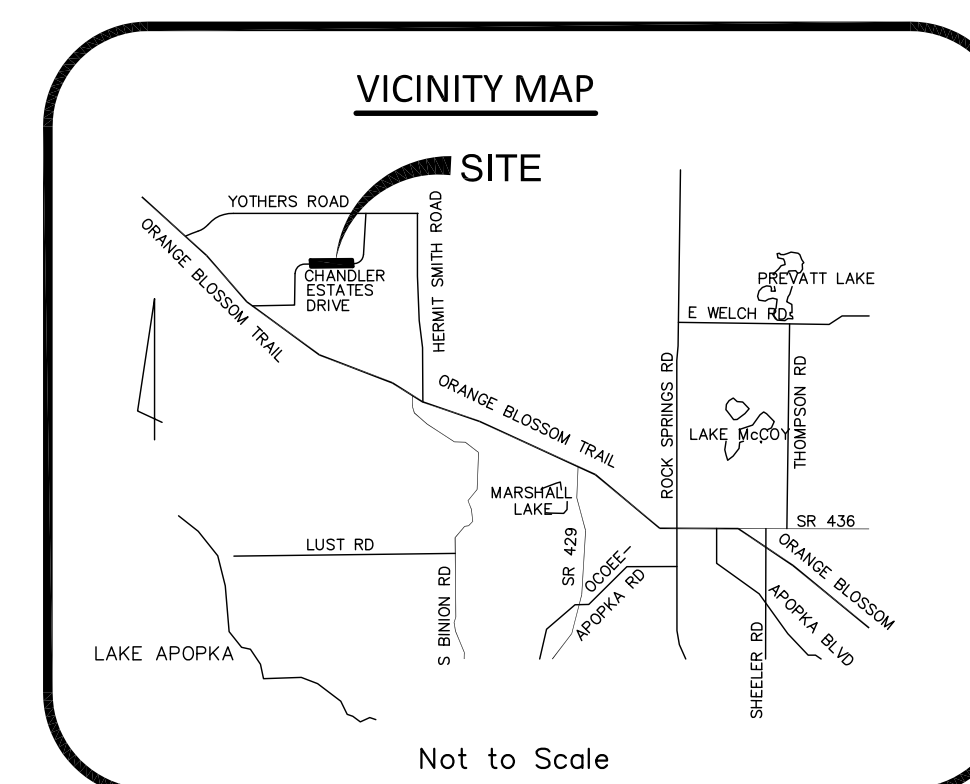 VICINITY MAP
SITE
YOTHERS ROAD
ORANGE BLOSSOM TRAIL
CHANDLER
ESTATES
DRIVE
HERMIT SMITH ROAD
PREVATT LAKE
E WELCH RD
ORANGE BLOSSOM TRAIL
ROCK SPRINGS RD
THOMPSON RD
LAKE McCOY
MARSHALL
LAKE
SR 436
LUST RD
SR 429
OCOEE-
APOPKA RD
ORANGE BLOSSOM
S BINION RD
APOPKA BLVD
SHEELER RD
LAKE APOPKA
Not to Scale